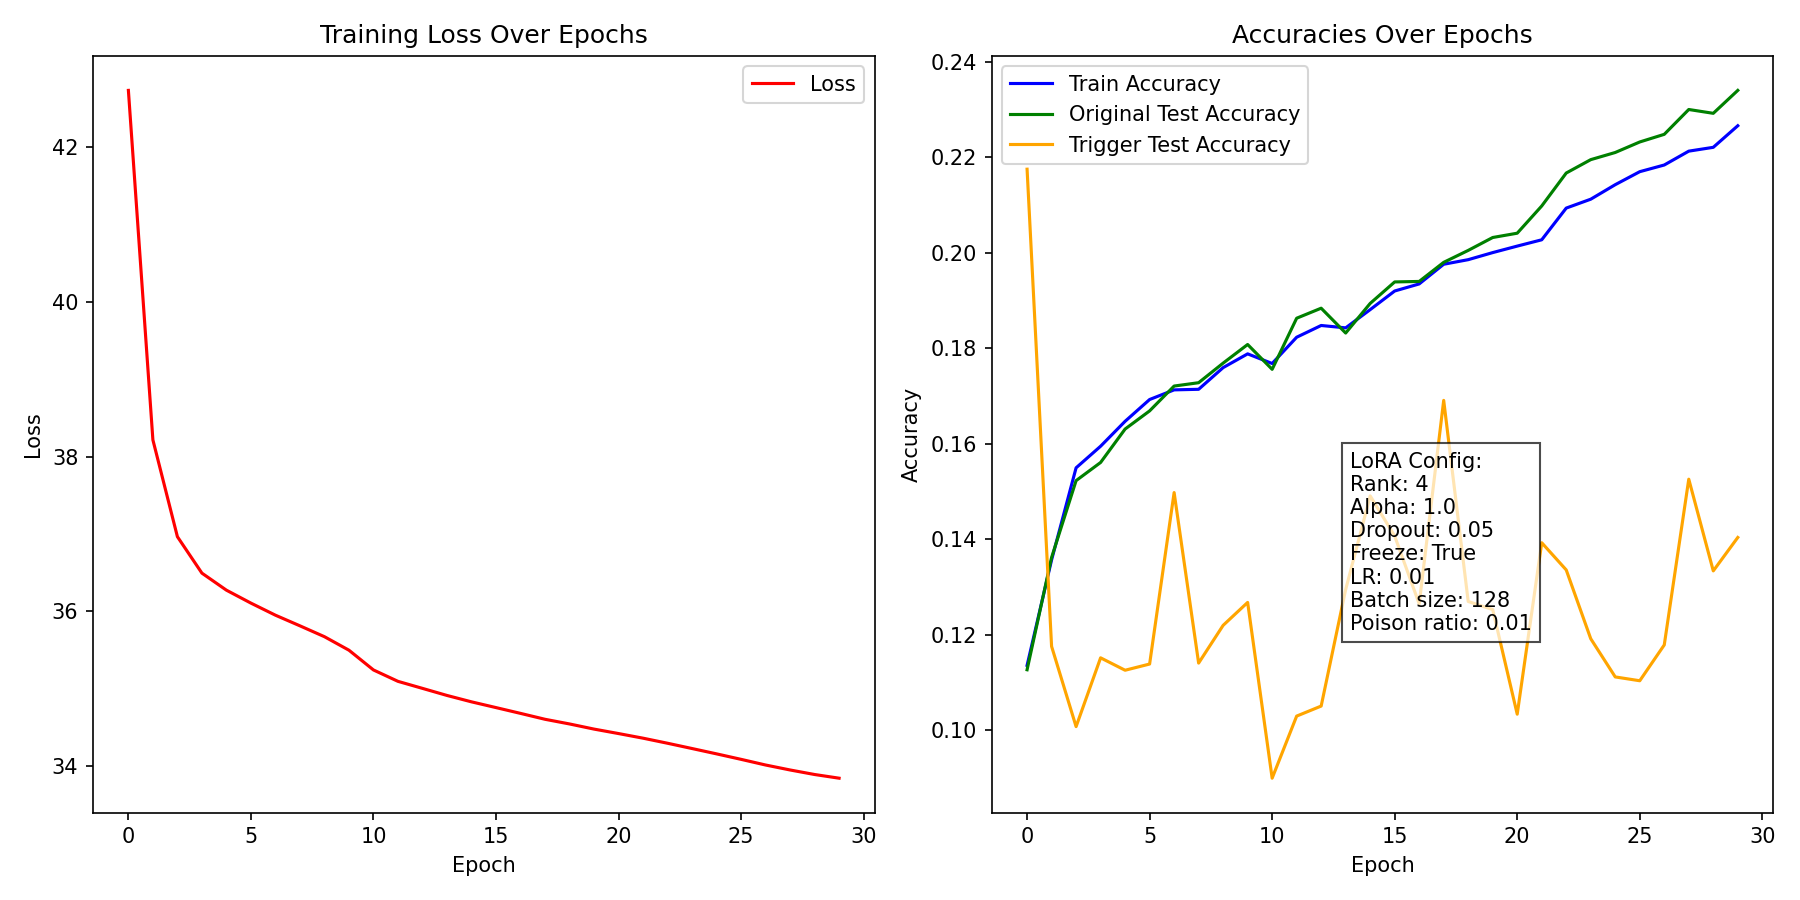 Training Loss Over Epochs
Loss
42
40
38
36
34
Loss
0
5
10
15
20
25
30
Epoch
Accuracies Over Epochs
Train Accuracy
Original Test Accuracy
Trigger Test Accuracy
0.24
0.22
0.20
0.18
0.16
0.14
0.12
0.10
Accuracy
LoRA Config:
Rank: 4
Alpha: 1.0
Dropout: 0.05
Freeze: True
LR: 0.01
Batch size: 128
Poison ratio: 0.01
0
5
10
15
20
25
30
Epoch